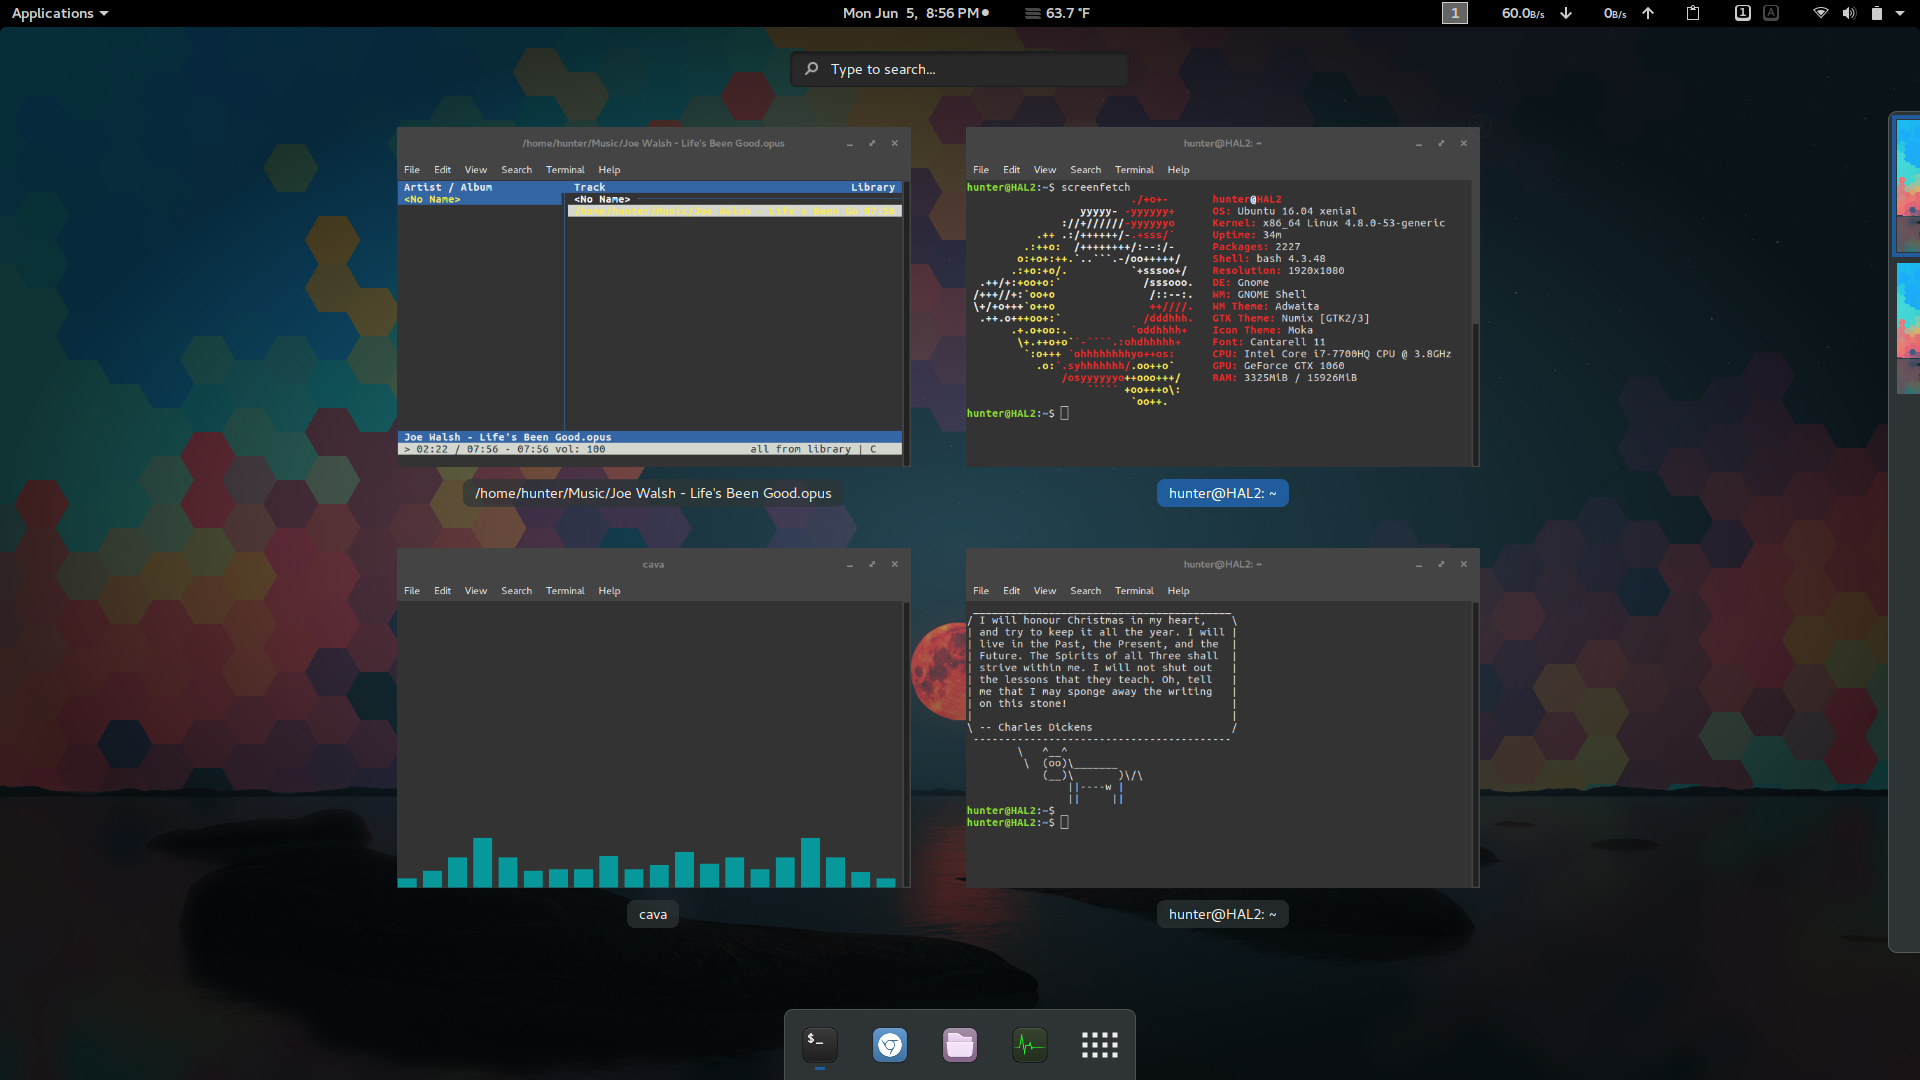 Applications
Mon Jun 5, 8:56 PM
63.7 °F
1
60.0B/s
0B/s
1
A
Type to search...
/home/hunter/Music/Joe Walsh - Life's Been Good.opus
File Edit View Search Terminal Help
Artist / Album
Track
Library
<No Name>
<No Name>
Joe Walsh - Life's Been Good.opus
> 02:22 / 07:56 - 07:56 vol: 100
all from library | C
/home/hunter/Music/Joe Walsh - Life's Been Good.opus
hunter@HAL2: ~
File Edit View Search Terminal Help
hunter@HAL2:~$ screenfetch
hunter@HAL2
OS: Ubuntu 16.04 xenial
Kernel: x86_64 Linux 4.8.0-53-generic
Uptime: 34m
Packages: 2227
Shell: bash 4.3.48
Resolution: 1920x1080
DE: Gnome
WM: GNOME Shell
WM Theme: Adwaita
GTK Theme: Numix [GTK2/3]
Icon Theme: Moka
Font: Cantarell 11
CPU: Intel Core i7-7700HQ CPU @ 3.8GHz
GPU: GeForce GTX 1060
RAM: 3325MiB / 15926MiB
hunter@HAL2:~$
hunter@HAL2: ~
cava
File Edit View Search Terminal Help
cava
hunter@HAL2: ~
File Edit View Search Terminal Help
I will honour Christmas in my heart,
and try to keep it all the year. I will
live in the Past, the Present, and the
Future. The Spirits of all Three shall
strive within me. I will not shut out
the lessons that they teach. Oh, tell
me that I may sponge away the writing
on this stone!
-- Charles Dickens
hunter@HAL2:~$
hunter@HAL2:~$
hunter@HAL2: ~
$_